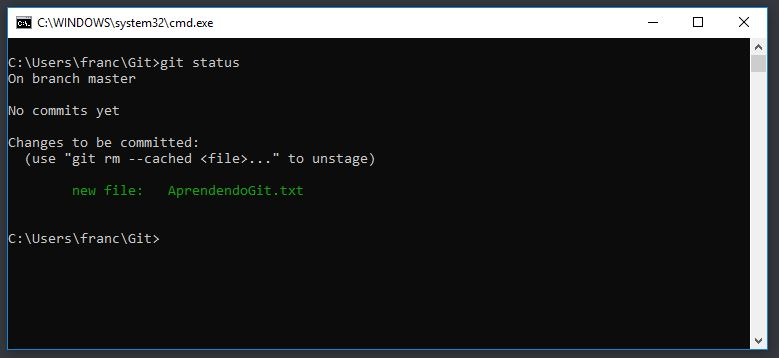 C:\WINDOWS\system32\cmd.exe
C:\Users\franc\Git>git status
On branch master
No commits yet
Changes to be committed:
(use "git rm --cached <file>..." to unstage)
new file:   AprendendoGit.txt
C:\Users\franc\Git>